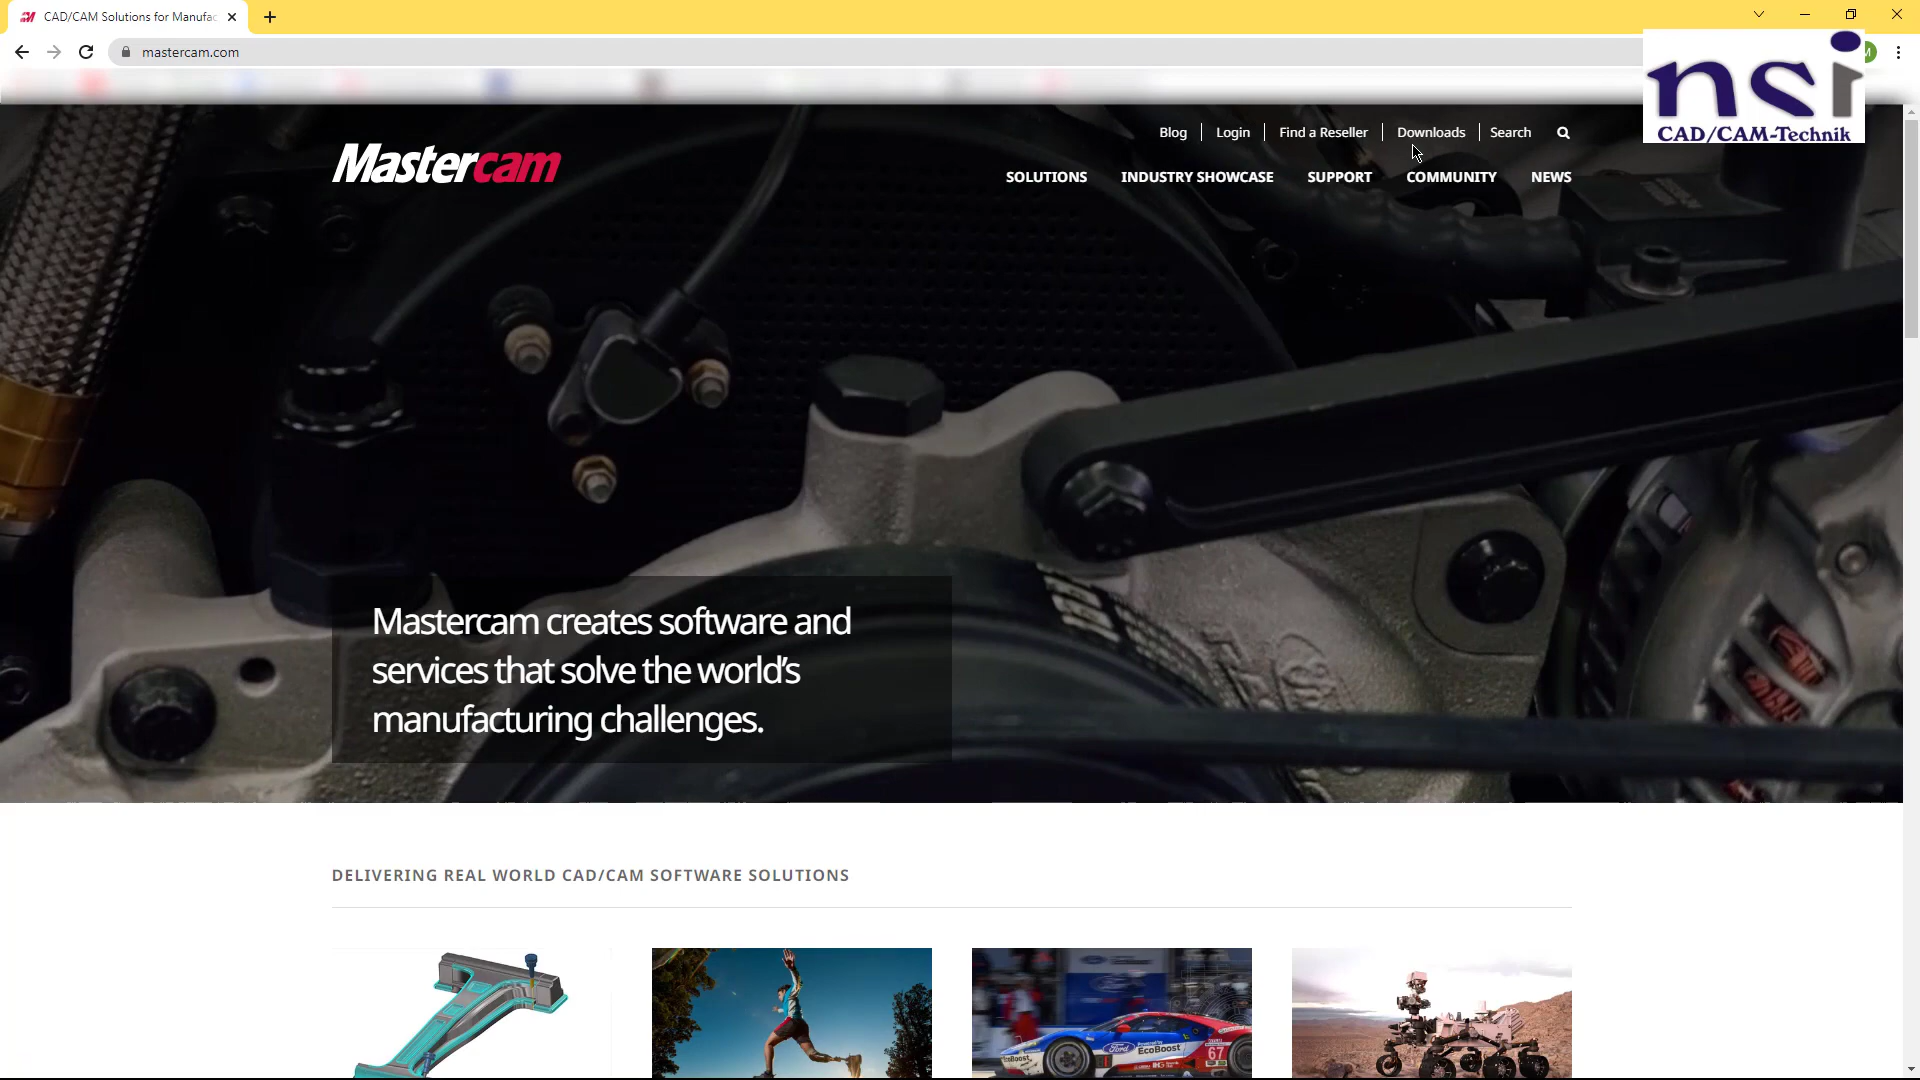 CAD/CAM Solutions for Manufac
mastercam.com
nsi
CAD/CAM-Technik
Blog
Login
Find a Reseller
Downloads
Search
Mastercam
SOLUTIONS
INDUSTRY SHOWCASE
SUPPORT
COMMUNITY
NEWS
Mastercam creates software and
services that solve the world's
manufacturing challenges.
DELIVERING REAL WORLD CAD/CAM SOFTWARE SOLUTIONS
Ford
EcoBoost
67